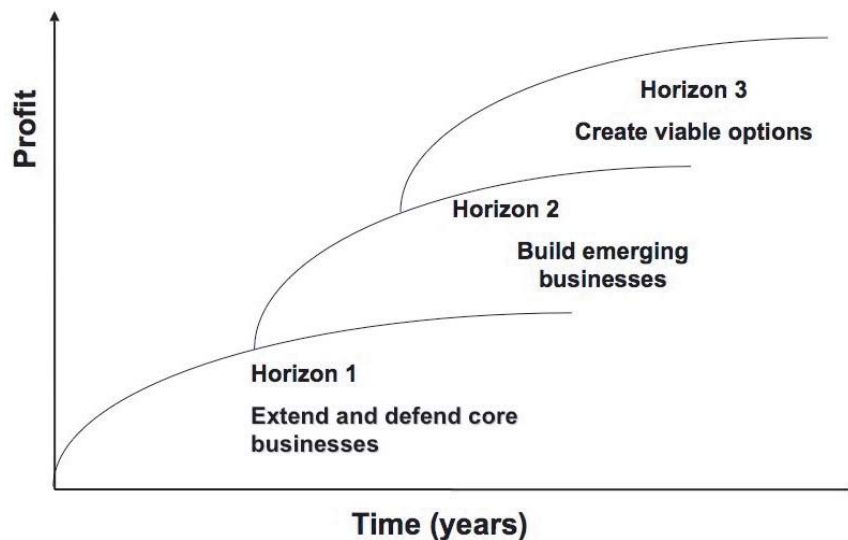 Profit
Horizon 3
Create viable options
Horizon 2
Build emerging
businesses
Horizon 1
Extend and defend core
businesses
Time (years)